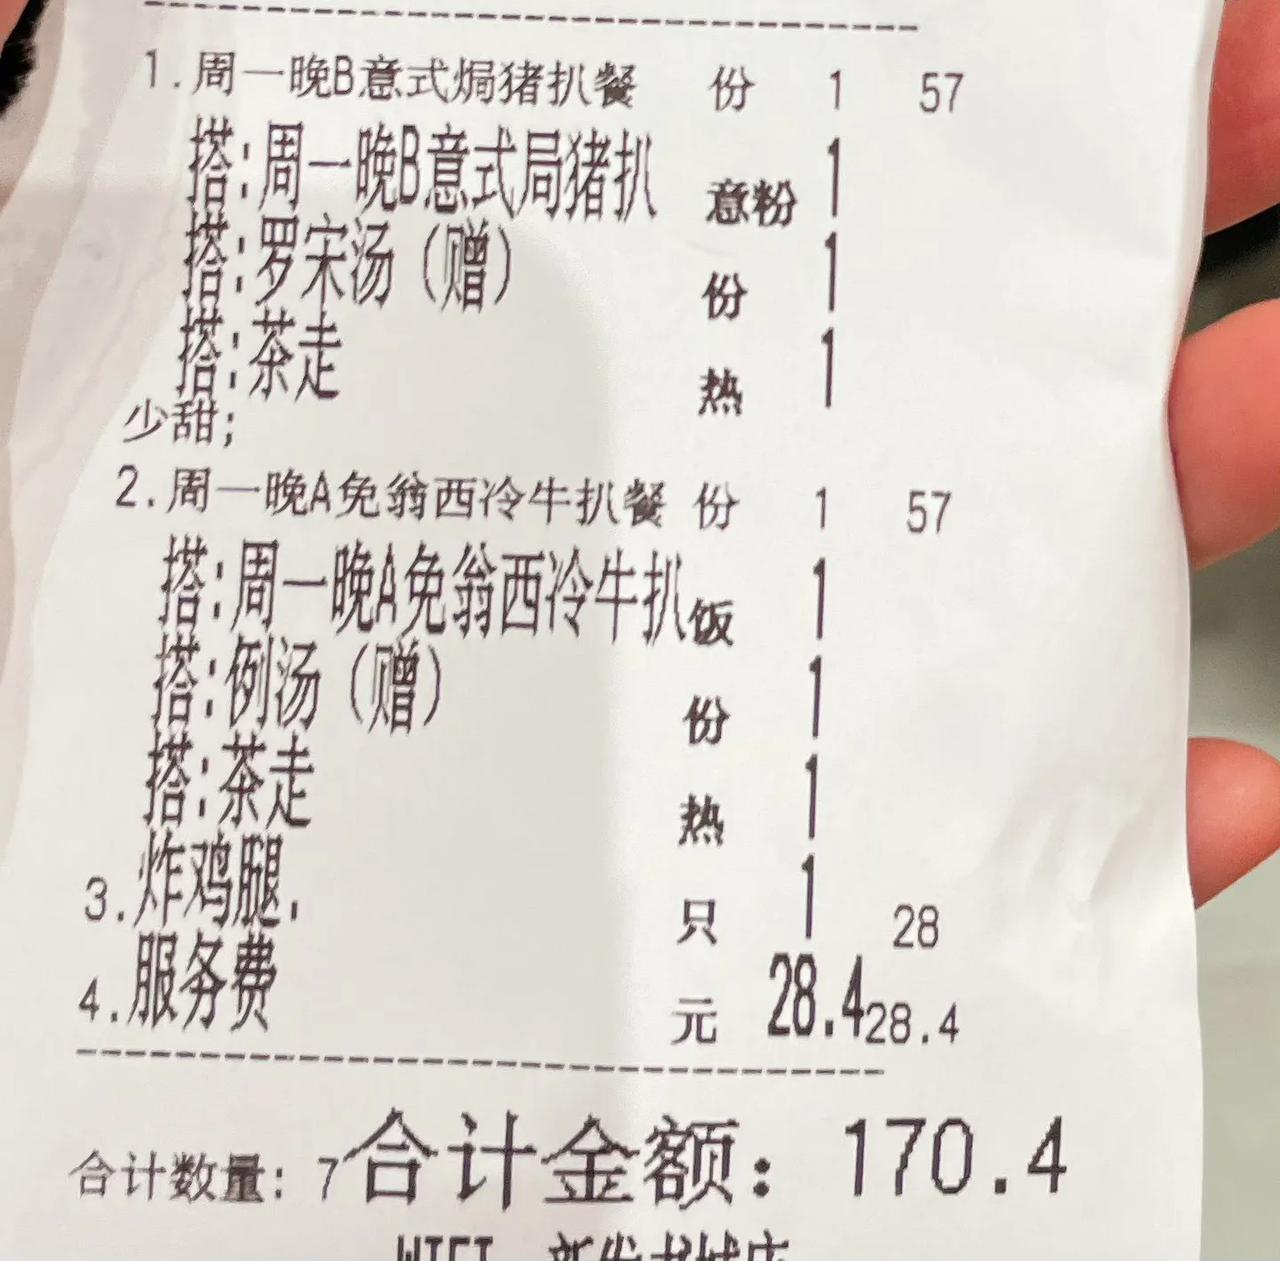 1.周一晚B意式焗猪扒餐 份 1 57
搭:周一晚B意式局猪扒 意粉 1
搭:罗宋汤(赠) 份 1
搭:茶走 热 1
少甜;
2.周一晚A免翁西冷牛扒餐 份 1 57
搭:周一晚A免翁西冷牛扒 饭 1
搭:例汤(赠) 份 1
搭:茶走 热 1
3.炸鸡腿. 只 1 28
4.服务费 元 28.4 28.4
合计数量: 7 合计金额: 170.4
WIFI